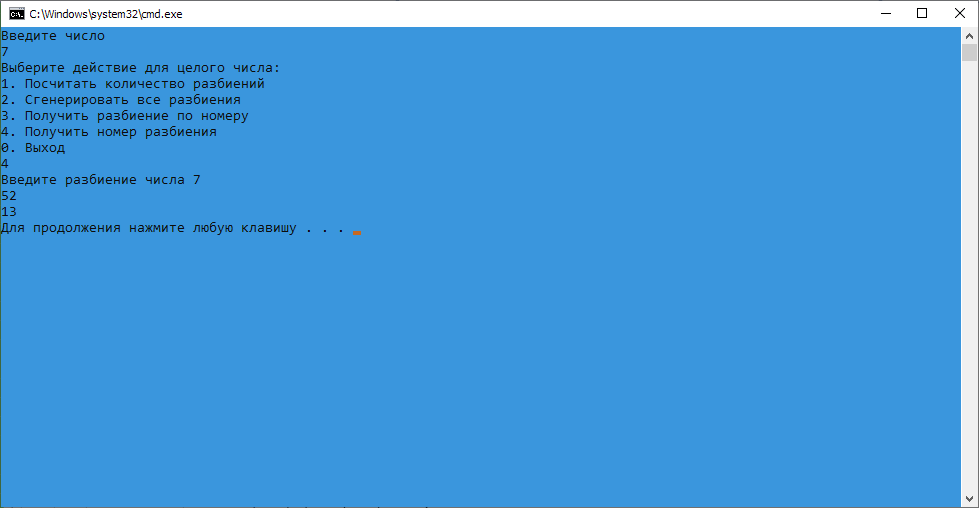 C:\Windows\system32\cmd.exe
Введите число
7
Выберите действие для целого числа:
1. Посчитать количество разбиений
2. Сгенерировать все разбиения
3. Получить разбиение по номеру
4. Получить номер разбиения
0. Выход
4
Введите разбиение числа 7
52
13
Для продолжения нажмите любую клавишу . . .